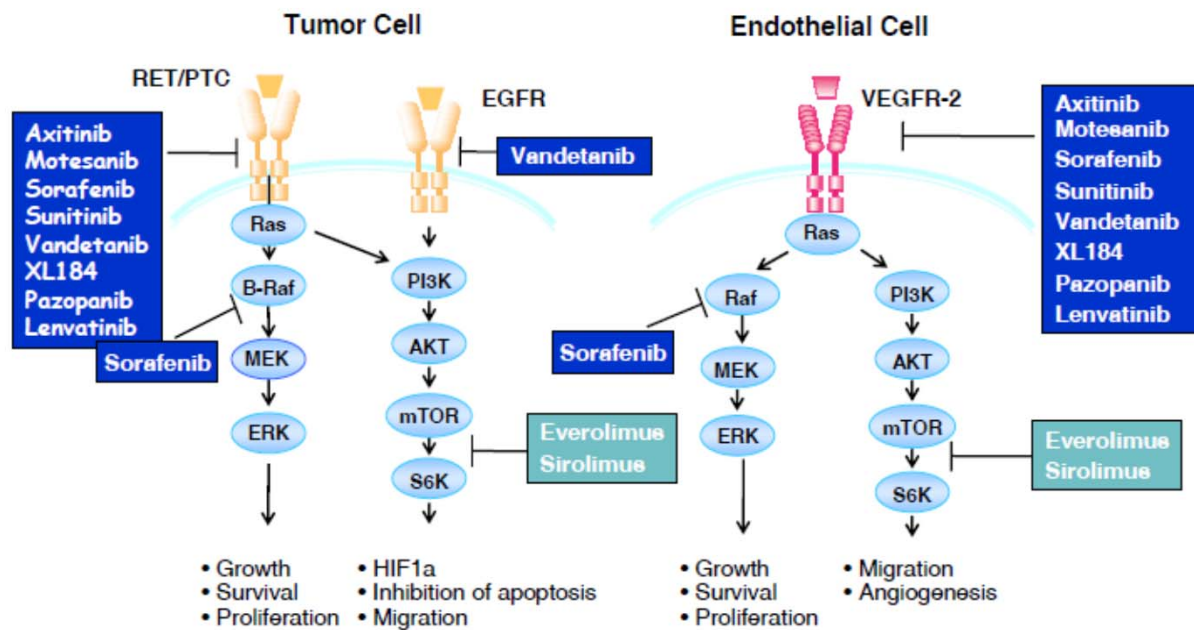 Tumor Cell
Endothelial Cell
RET/PTC
EGFR
VEGFR-2
Axitinib
Motesanib
Sorafenib
Sunitinib
Vandetanib
XL184
Pazopanib
Lenvatinib
Vandetanib
Axitinib
Motesanib
Sorafenib
Sunitinib
Vandetanib
XL184
Pazopanib
Lenvatinib
Ras
B-Raf
MEK
ERK
Sorafenib
PI3K
AKT
mTOR
S6K
Everolimus
Sirolimus
Ras
Raf
MEK
ERK
Sorafenib
PI3K
AKT
mTOR
S6K
Everolimus
Sirolimus
• Growth
• Survival
• Proliferation
• HIF1a
• Inhibition of apoptosis
• Migration
• Growth
• Survival
• Proliferation
• Migration
• Angiogenesis